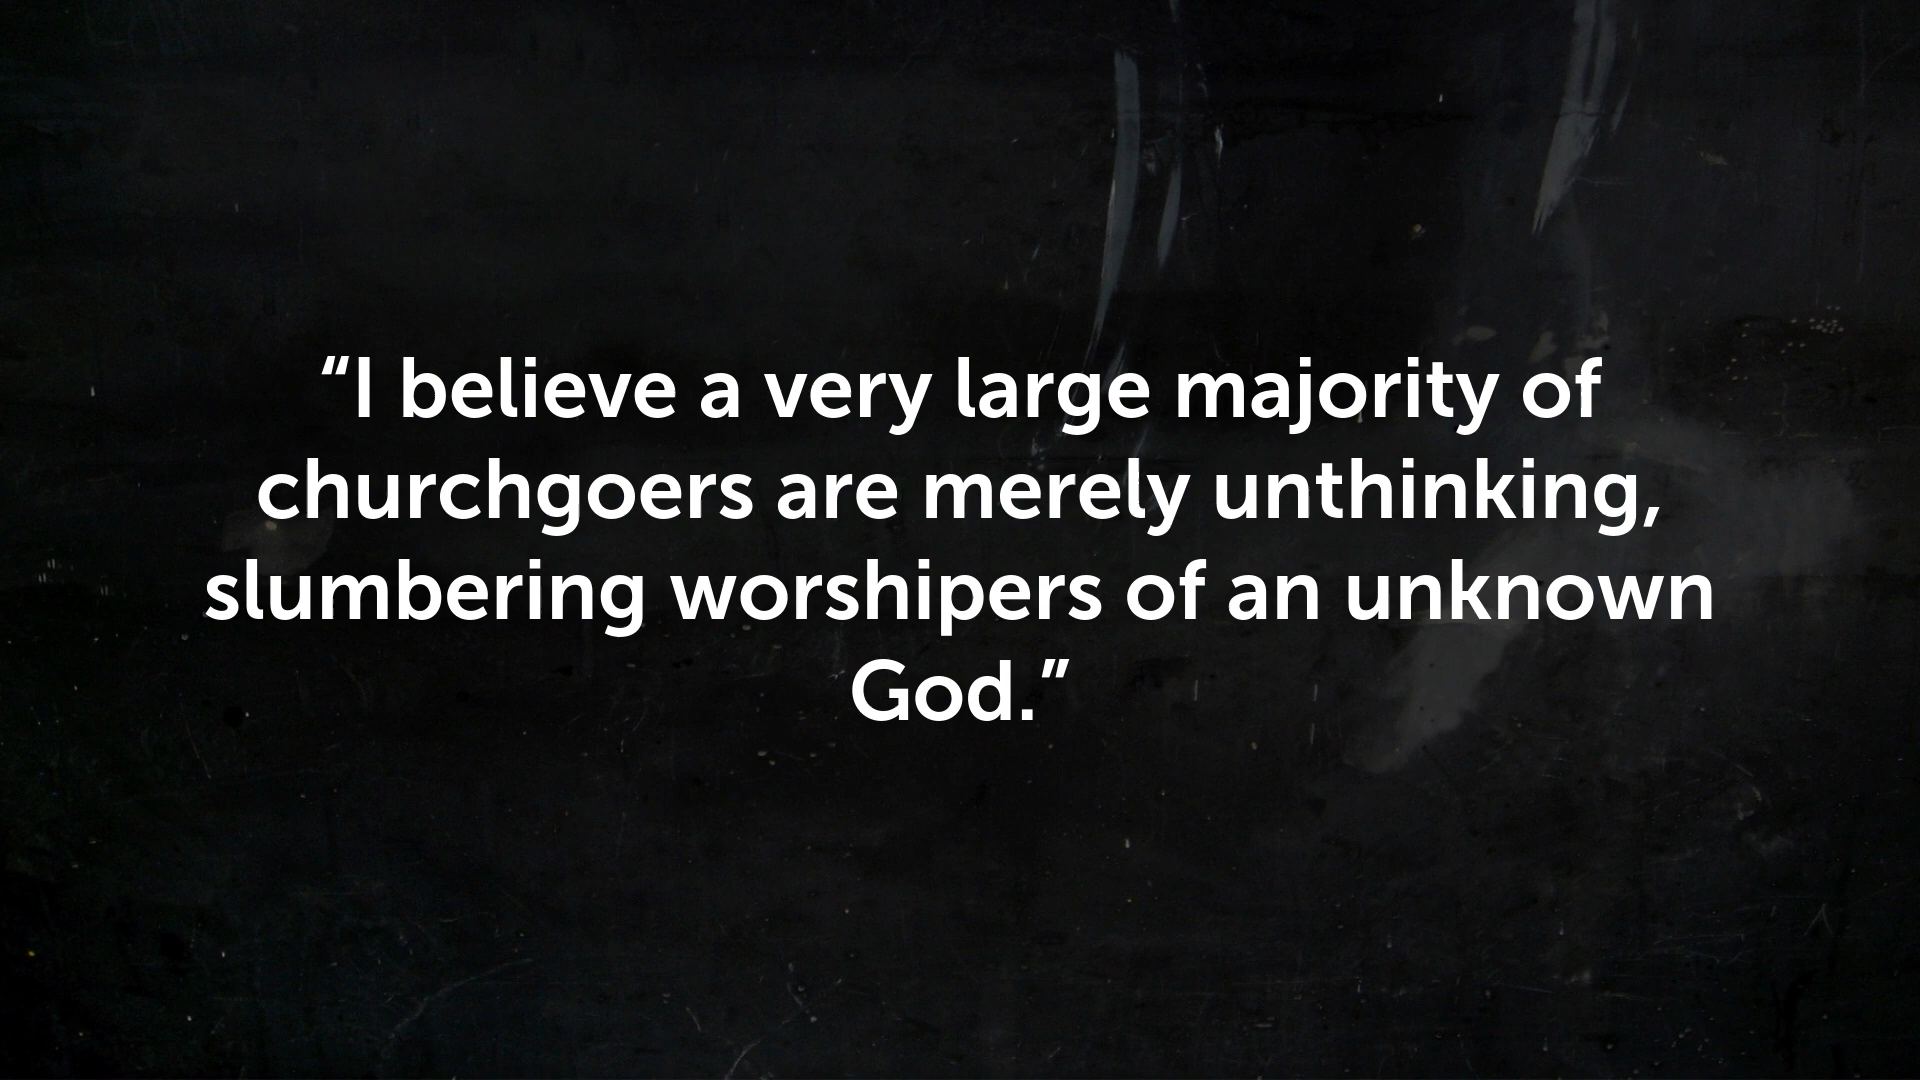 “I believe a very large majority of
churchgoers are merely unthinking,
slumbering worshipers of an unknown
God.”